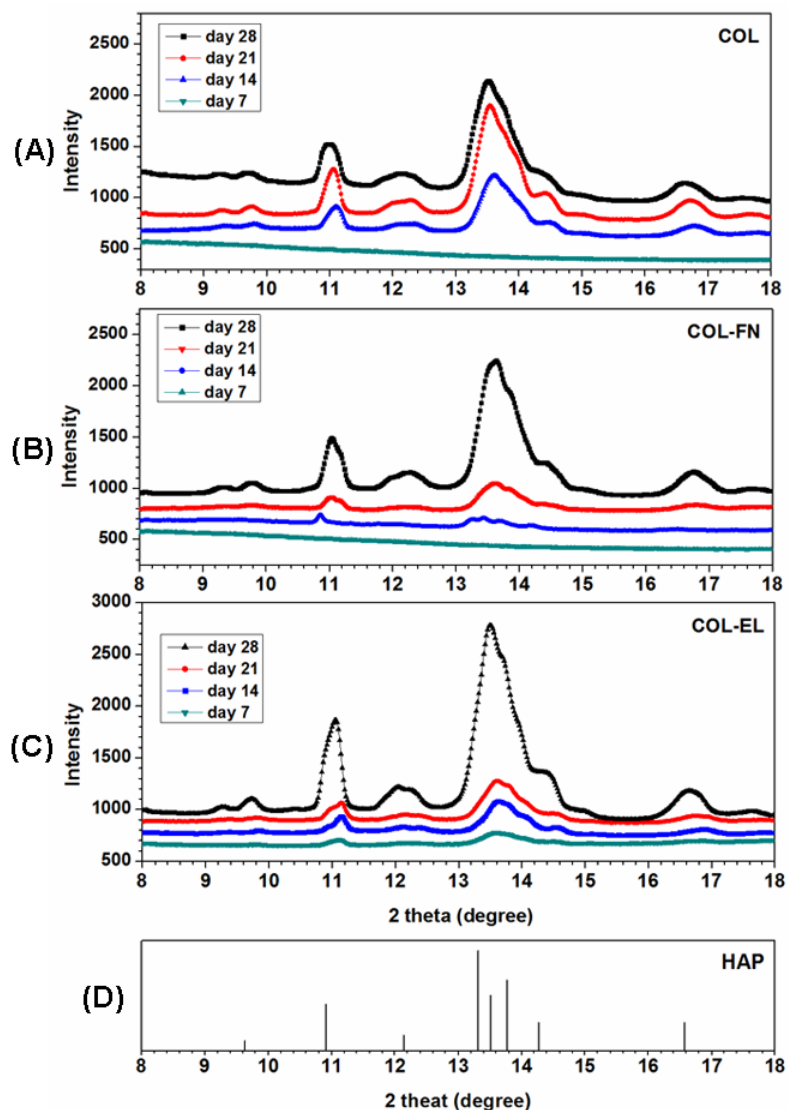 (A)
COL
day 28
day 21
day 14
day 7
Intensity
2500
2000
1500
1000
500
8 9 10 11 12 13 14 15 16 17 18
(B)
COL-FN
day 28
day 21
day 14
day 7
Intensity
2500
2000
1500
1000
500
8 9 10 11 12 13 14 15 16 17 18
(C)
COL-EL
day 28
day 21
day 14
day 7
Intensity
3000
2500
2000
1500
1000
500
8 9 10 11 12 13 14 15 16 17 18
2 theta (degree)
(D)
HAP
8 9 10 11 12 13 14 15 16 17 18
2 theat (degree)